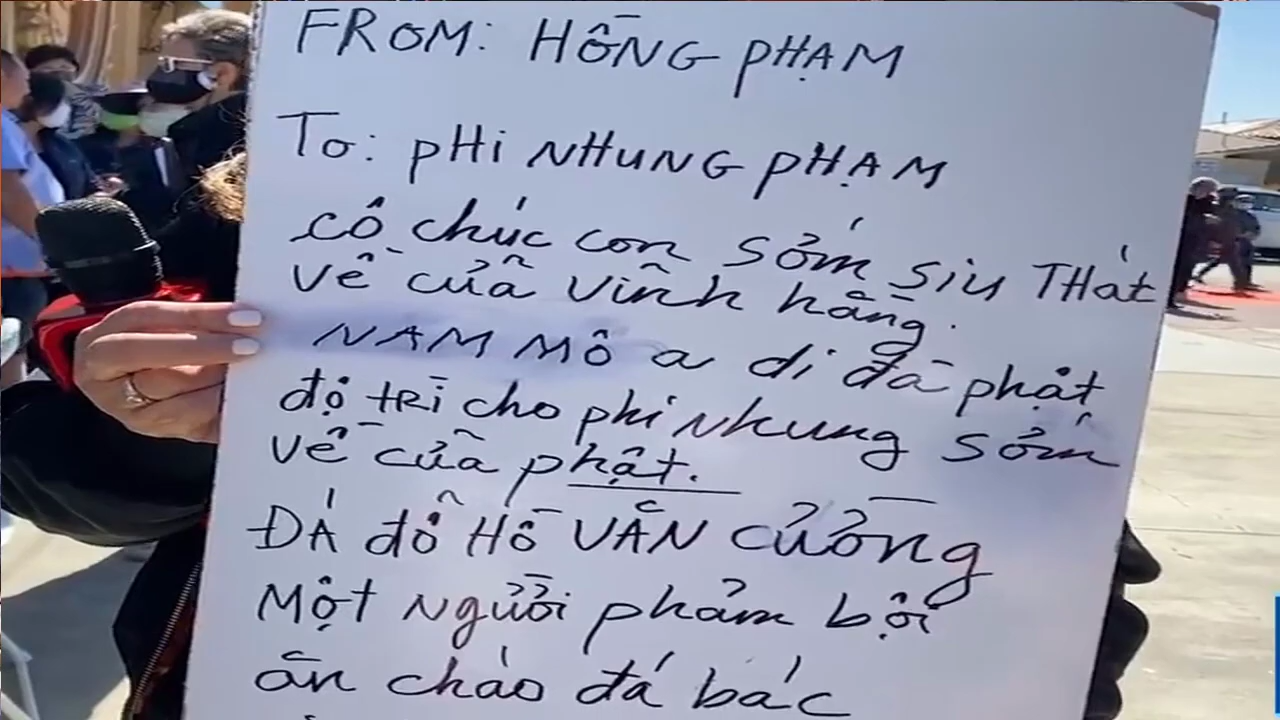 FROM: HỒNG PHẠM
To: PHI NHUNG PHẠM
cô chúc con sớm siu THÁt
về cửa vĩnh hằng.
NAM MÔ a di đà phật
độ trì cho phi nhung sớm
về cửa phật.
ĐẢ đỗ HỒ VĂN cường
Một người phản bội
ăn cháo đá bác